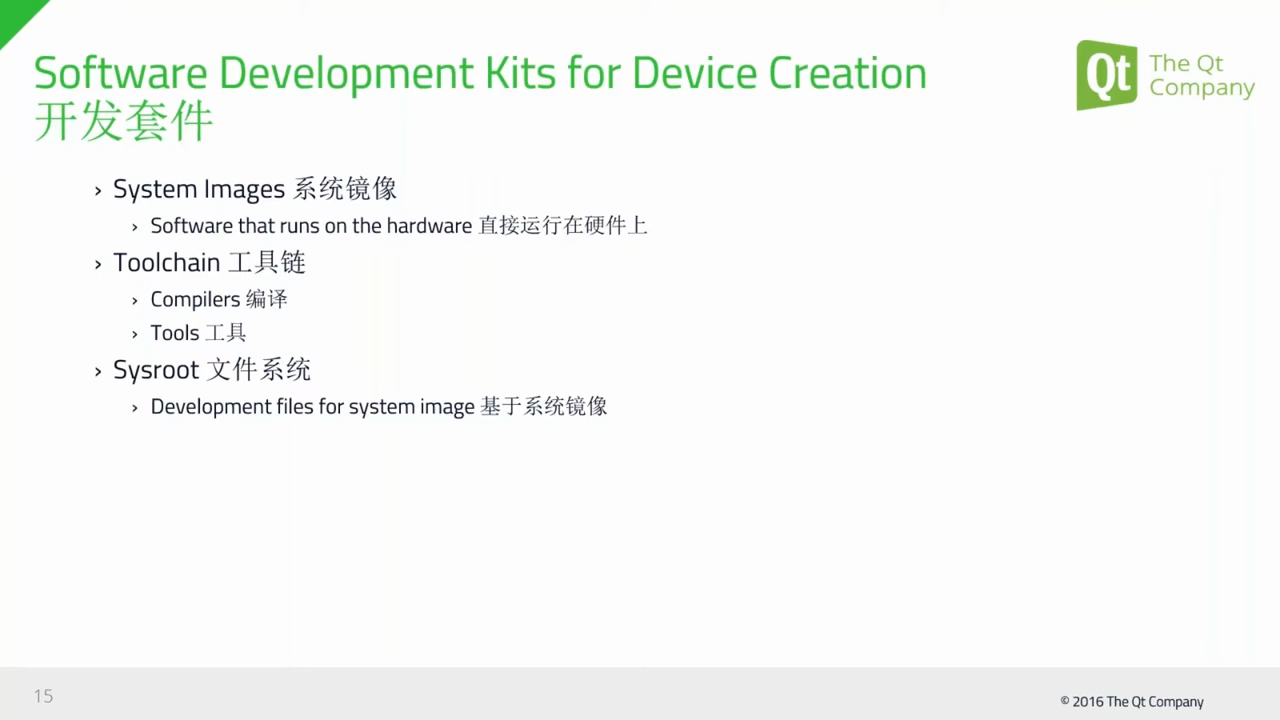 Software Development Kits for Device Creation
开发套件
Qt The Qt
Company
› System Images 系统镜像
› Software that runs on the hardware 直接运行在硬件上
› Toolchain 工具链
› Compilers 编译
› Tools 工具
› Sysroot 文件系统
› Development files for system image 基于系统镜像
15
© 2016 The Qt Company